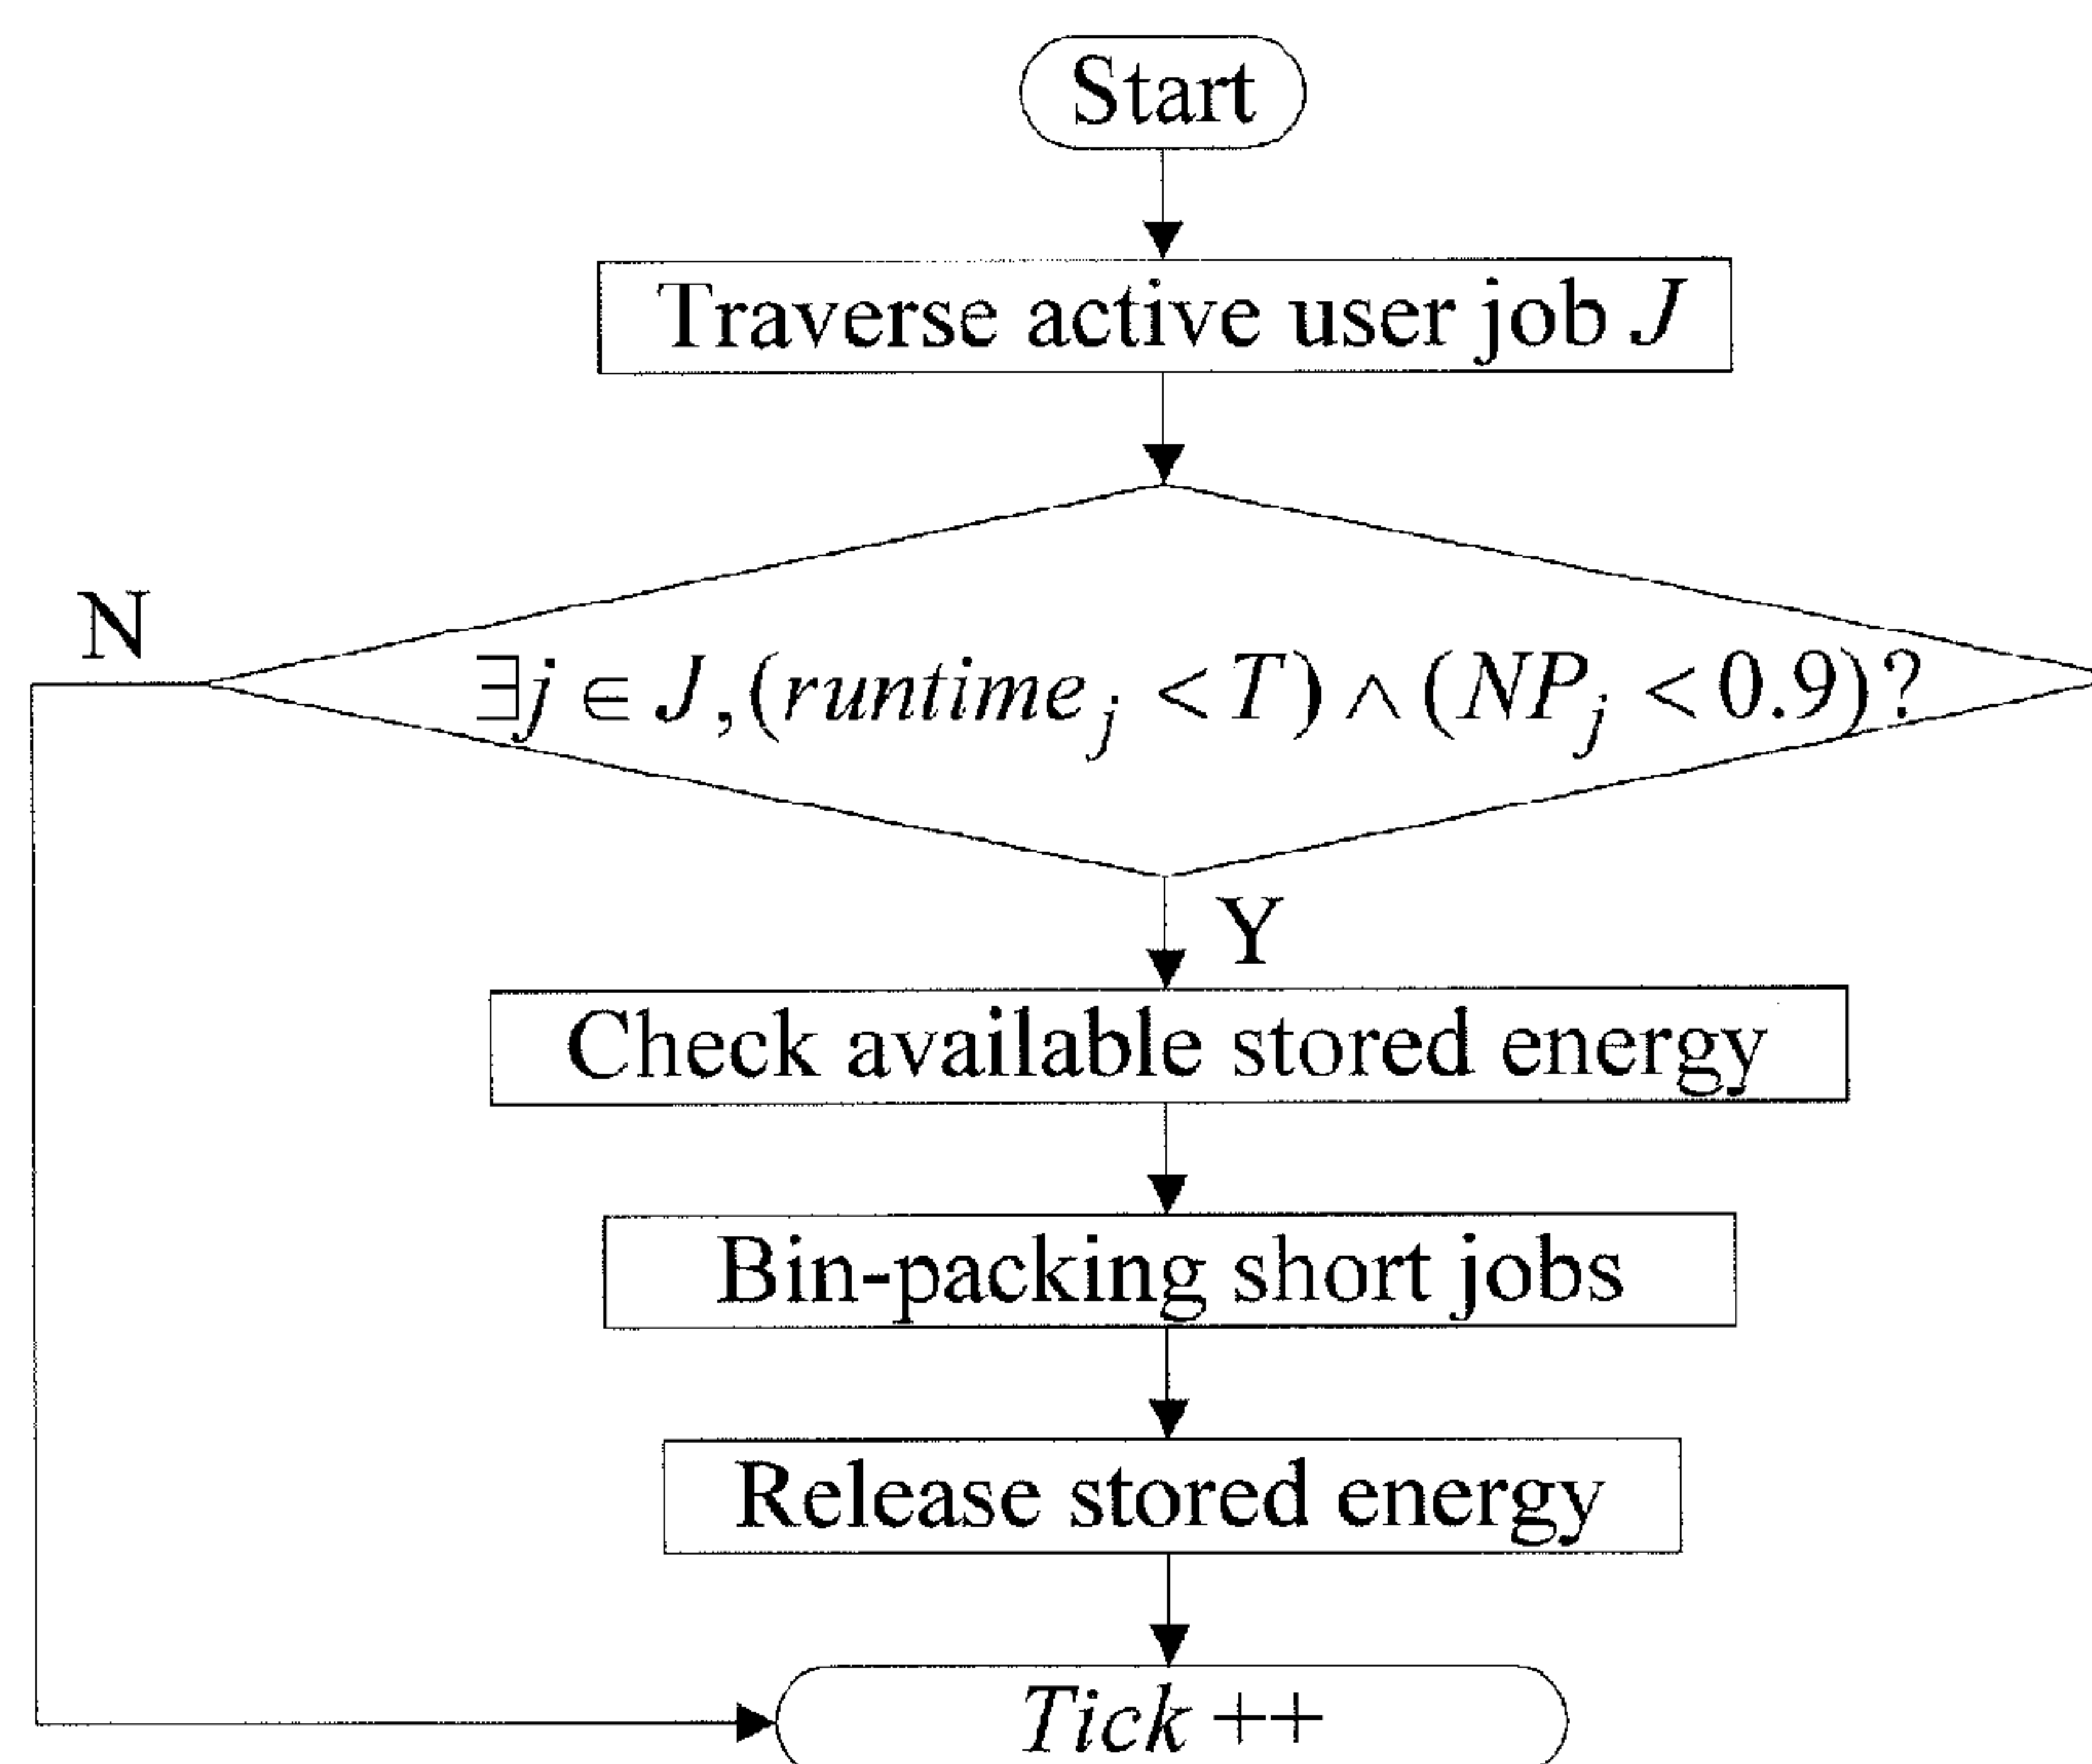 Start
Traverse active user job J
N
∃j ∈ J,(runtime_j < T) ∧ (NP_j < 0.9)?
Y
Check available stored energy
Bin-packing short jobs
Release stored energy
Tick ++